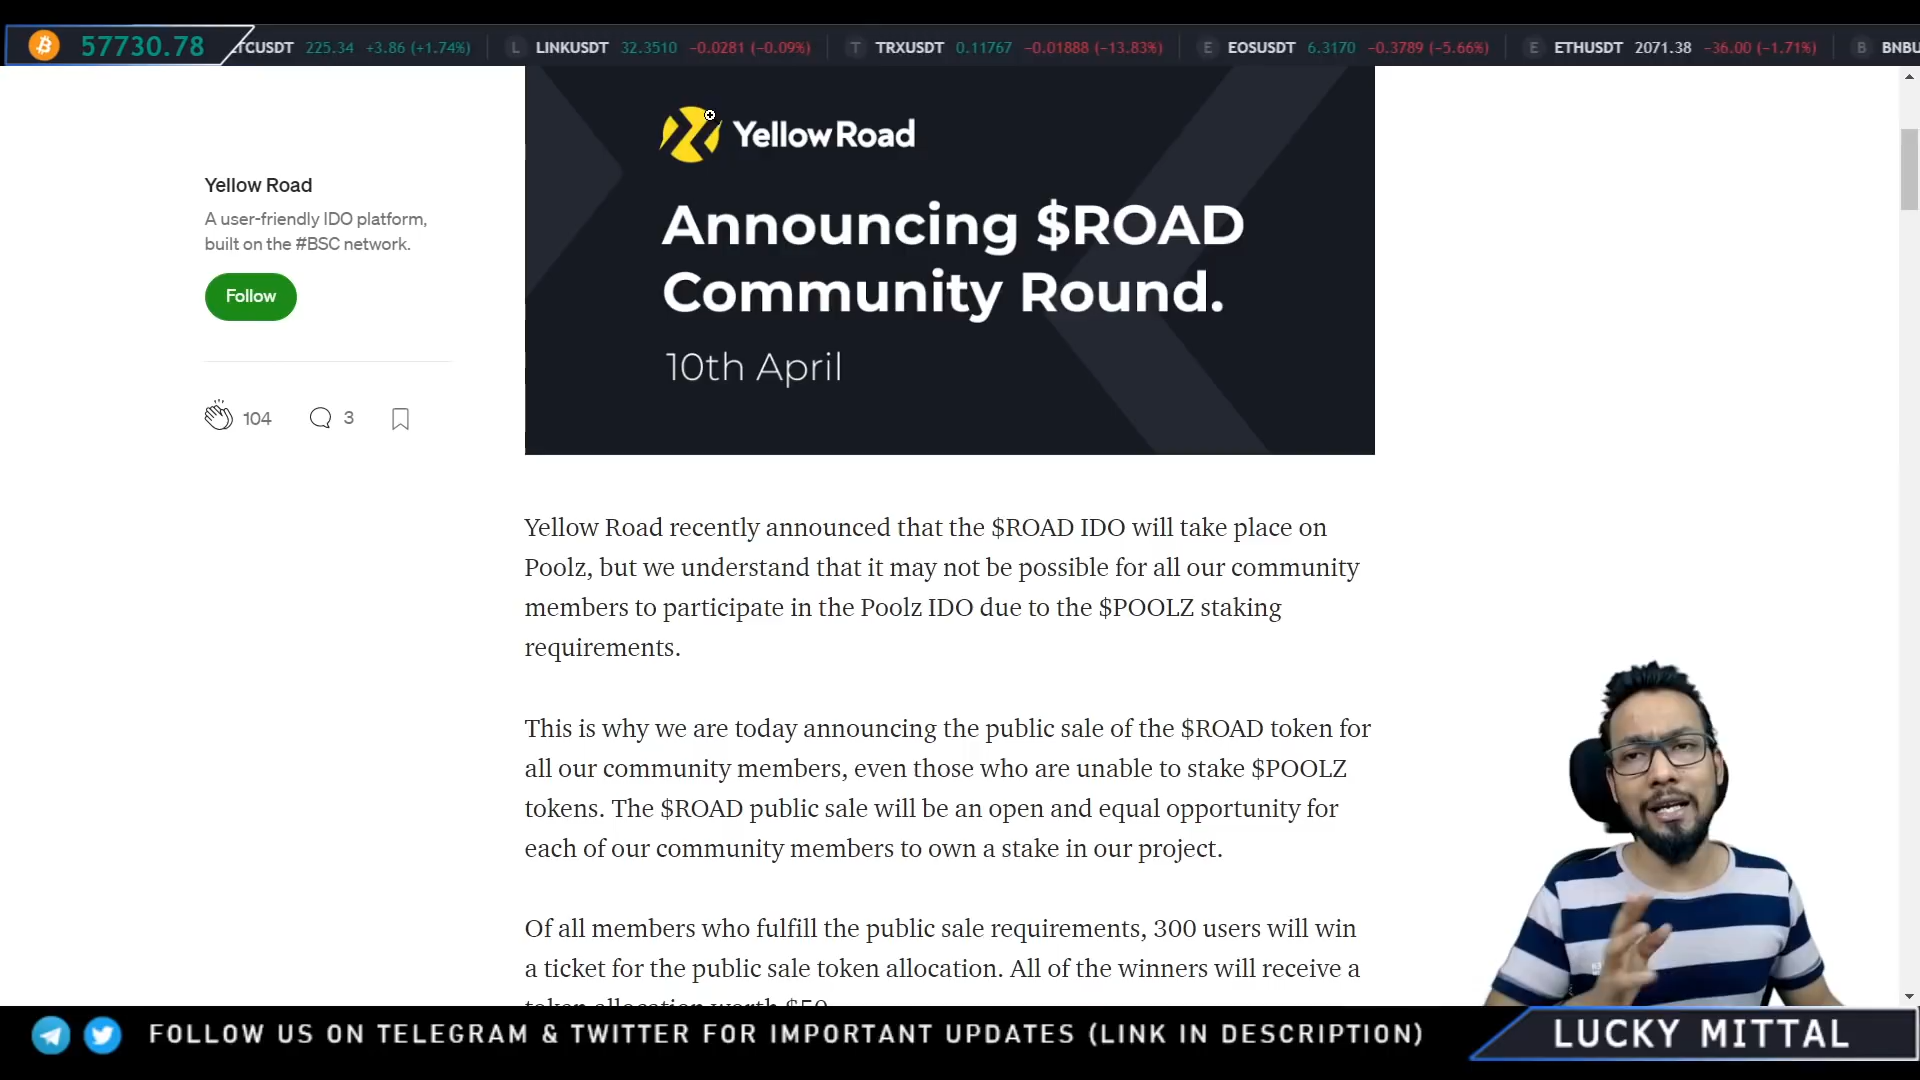 57730.78
TCUSDT 225.34 +3.86 (+1.74%) L LINKUSDT 32.3510 -0.0281 (-0.09%) T TRXUSDT 0.11767 -0.01888 (-13.83%) E EOSUSDT 6.3170 -0.3789 (-5.66%) E ETHUSDT 2071.38 -36.00 (-1.71%) B BNBU
YellowRoad
Announcing $ROAD
Community Round.
10th April
Yellow Road
A user-friendly IDO platform,
built on the #BSC network.
Follow
104 3
Yellow Road recently announced that the $ROAD IDO will take place on
Poolz, but we understand that it may not be possible for all our community
members to participate in the Poolz IDO due to the $POOLZ staking
requirements.
This is why we are today announcing the public sale of the $ROAD token for
all our community members, even those who are unable to stake $POOLZ
tokens. The $ROAD public sale will be an open and equal opportunity for
each of our community members to own a stake in our project.
Of all members who fulfill the public sale requirements, 300 users will win
a ticket for the public sale token allocation. All of the winners will receive a
token allocation worth $50
FOLLOW US ON TELEGRAM & TWITTER FOR IMPORTANT UPDATES (LINK IN DESCRIPTION)
LUCKY MITTAL